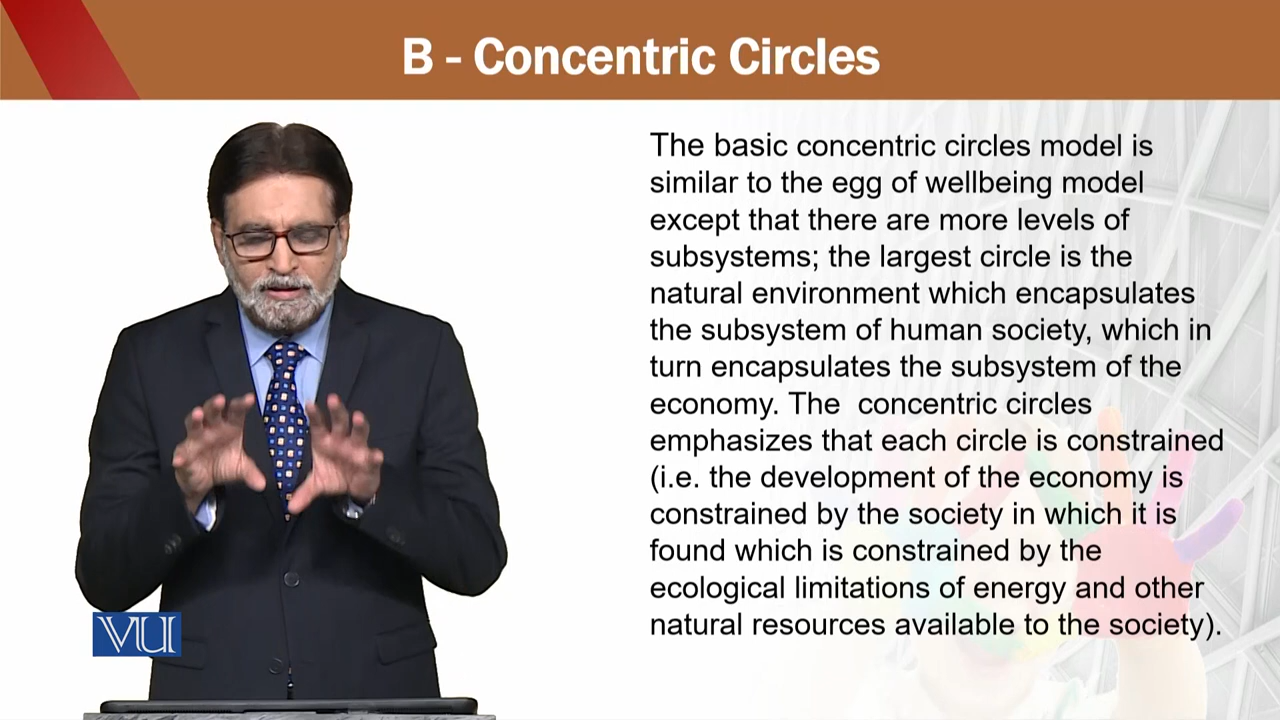 B - Concentric Circles
The basic concentric circles model is
similar to the egg of wellbeing model
except that there are more levels of
subsystems; the largest circle is the
natural environment which encapsulates
the subsystem of human society, which in
turn encapsulates the subsystem of the
economy. The  concentric circles
emphasizes that each circle is constrained
(i.e. the development of the economy is
constrained by the society in which it is
found which is constrained by the
ecological limitations of energy and other
natural resources available to the society).
VU